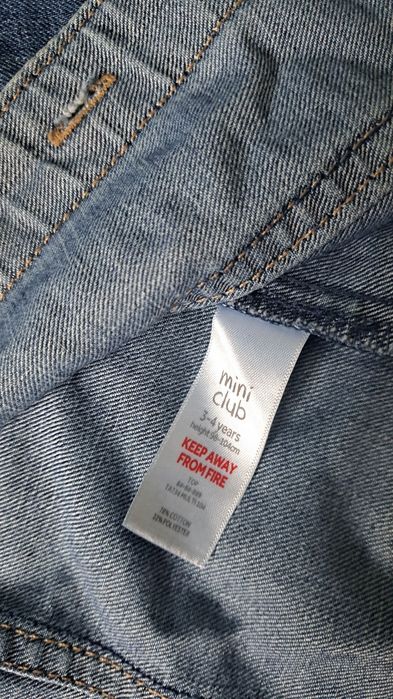 mini
club
3-4 years
height 98-104cm
KEEP AWAY
FROM FIRE
TOP
78% COTTON
22% POLYESTER